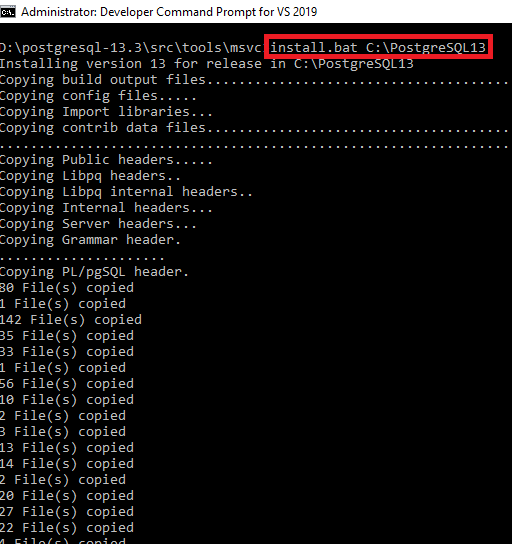 Administrator: Developer Command Prompt for VS 2019
D:\postgresql-13.3\src\tools\msvc>install.bat C:\PostgreSQL13
Installing version 13 for release in C:\PostgreSQL13
Copying build output files......................................
Copying config files.....
Copying Import libraries...
Copying contrib data files......................................
................................................................
Copying Public headers.....
Copying Libpq headers..
Copying Libpq internal headers..
Copying Internal headers...
Copying Server headers...
Copying Grammar header.
.....................
Copying PL/pgSQL header.
80 File(s) copied
1 File(s) copied
142 File(s) copied
35 File(s) copied
33 File(s) copied
1 File(s) copied
56 File(s) copied
10 File(s) copied
2 File(s) copied
3 File(s) copied
13 File(s) copied
14 File(s) copied
2 File(s) copied
20 File(s) copied
27 File(s) copied
22 File(s) copied
4 File(s) copied